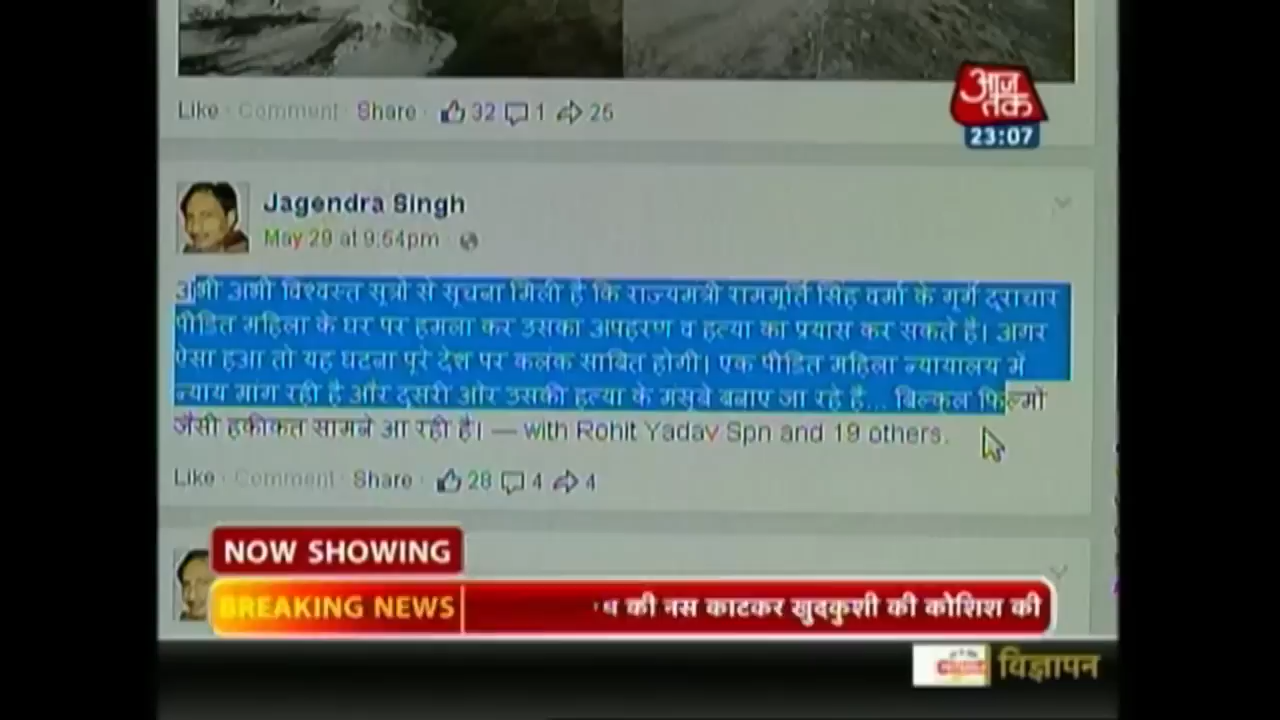 Like · Comment · Share · 32 1 25
आज
तक
23:07
Jagendra Singh
May 29 at 9:54pm ·
अभी अभी विश्वस्त सूत्रों से सूचना मिली है कि राज्यमंत्री राममूर्ति सिंह वर्मा के गुर्गे दुराचार
पीडित महिला के घर पर हमला कर उसका अपहरण व हत्या का प्रयास कर सकते हैं। अगर
ऐसा हुआ तो यह घटना पूरे देश पर कलंक साबित होगी। एक पीडित महिला न्यायालय में
न्याय मांग रही है और दूसरी ओर उसकी हत्या के मंसूबे बनाए जा रहे हैं... बिल्कुल फिल्मों
जैसी हकीकत सामने आ रही है। — with Rohit Yadav Spn and 19 others.
Like · Comment · Share · 28 4 4
NOW SHOWING
BREAKING NEWS
की नस काटकर खुदकुशी की कोशिश की
विज्ञापन